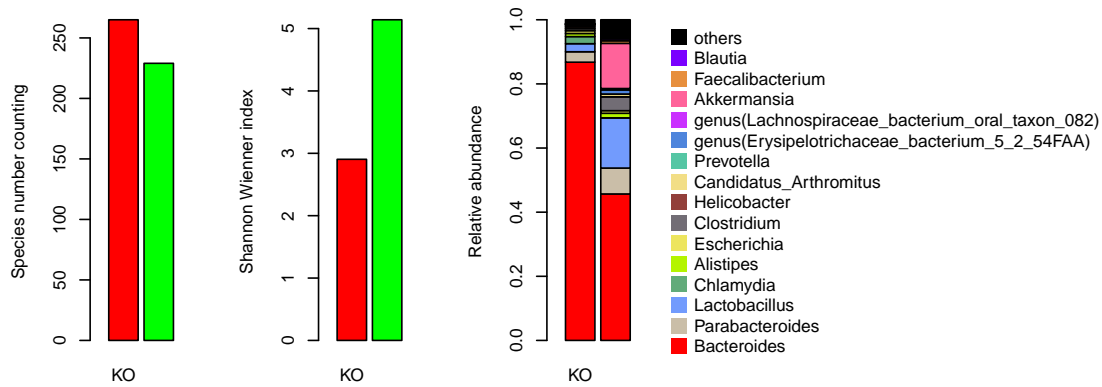 Species number counting
0
50
100
150
200
250
KO
Shannon Wienner index
0
1
2
3
4
5
KO
Relative abundance
0.0
0.2
0.4
0.6
0.8
1.0
KO
others
Blautia
Faecalibacterium
Akkermansia
genus(Lachnospiraceae_bacterium_oral_taxon_082)
genus(Erysipelotrichaceae_bacterium_5_2_54FAA)
Prevotella
Candidatus_Arthromitus
Helicobacter
Clostridium
Escherichia
Alistipes
Chlamydia
Lactobacillus
Parabacteroides
Bacteroides